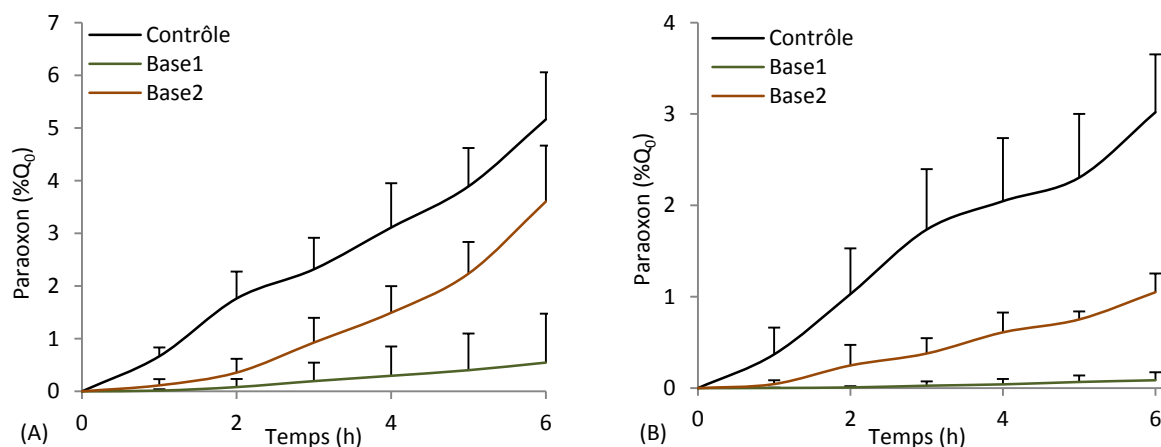 7
6
5
4
3
2
1
0
Paraoxon (%Q₀)
Contrôle
Base1
Base2
0
2
4
6
Temps (h)
(A)
4
3
2
1
0
Paraoxon (%Q₀)
Contrôle
Base1
Base2
0
2
4
6
Temps (h)
(B)